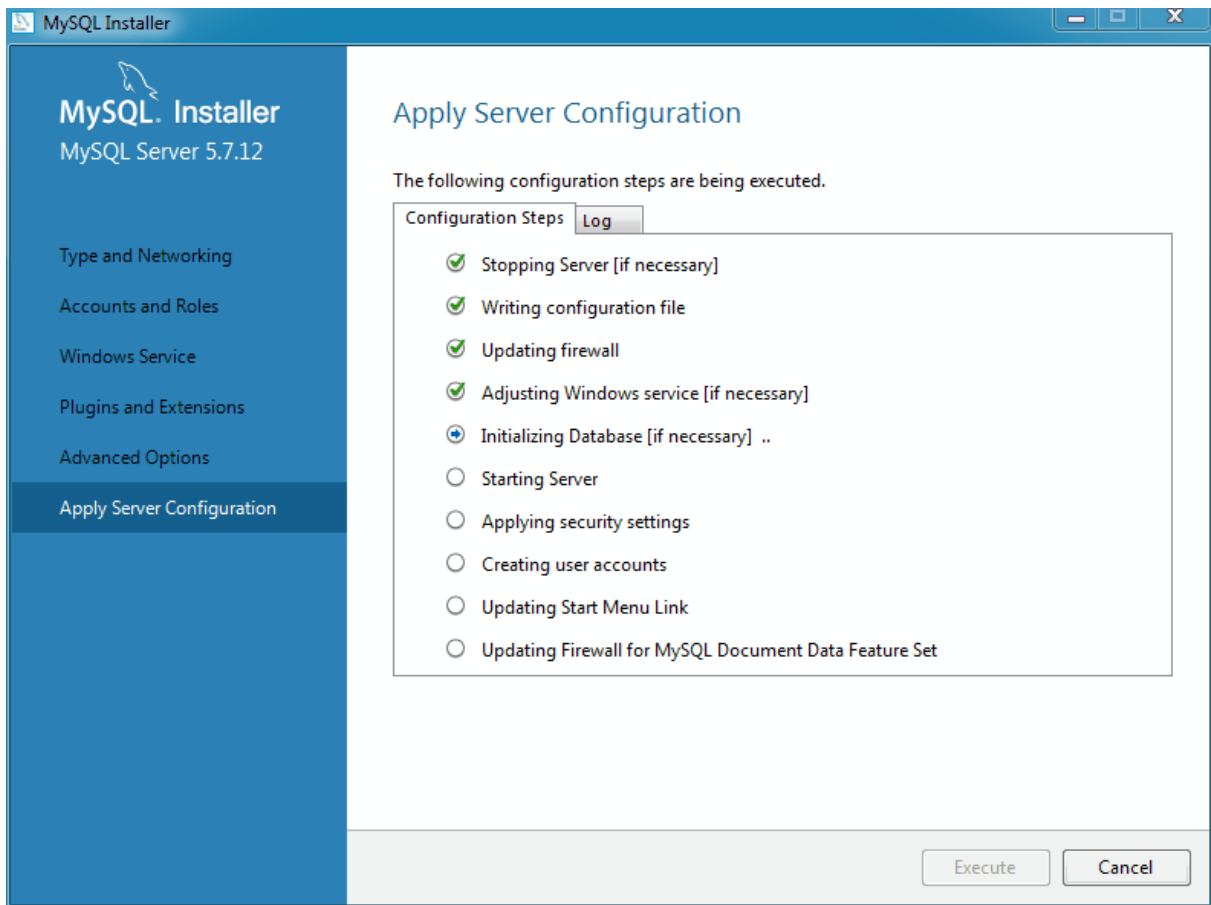 MySQL Installer
MySQL. Installer
MySQL Server 5.7.12
Type and Networking
Accounts and Roles
Windows Service
Plugins and Extensions
Advanced Options
Apply Server Configuration
Apply Server Configuration
The following configuration steps are being executed.
Configuration Steps
Log
Stopping Server [if necessary]
Writing configuration file
Updating firewall
Adjusting Windows service [if necessary]
Initializing Database [if necessary] ..
Starting Server
Applying security settings
Creating user accounts
Updating Start Menu Link
Updating Firewall for MySQL Document Data Feature Set
Execute
Cancel